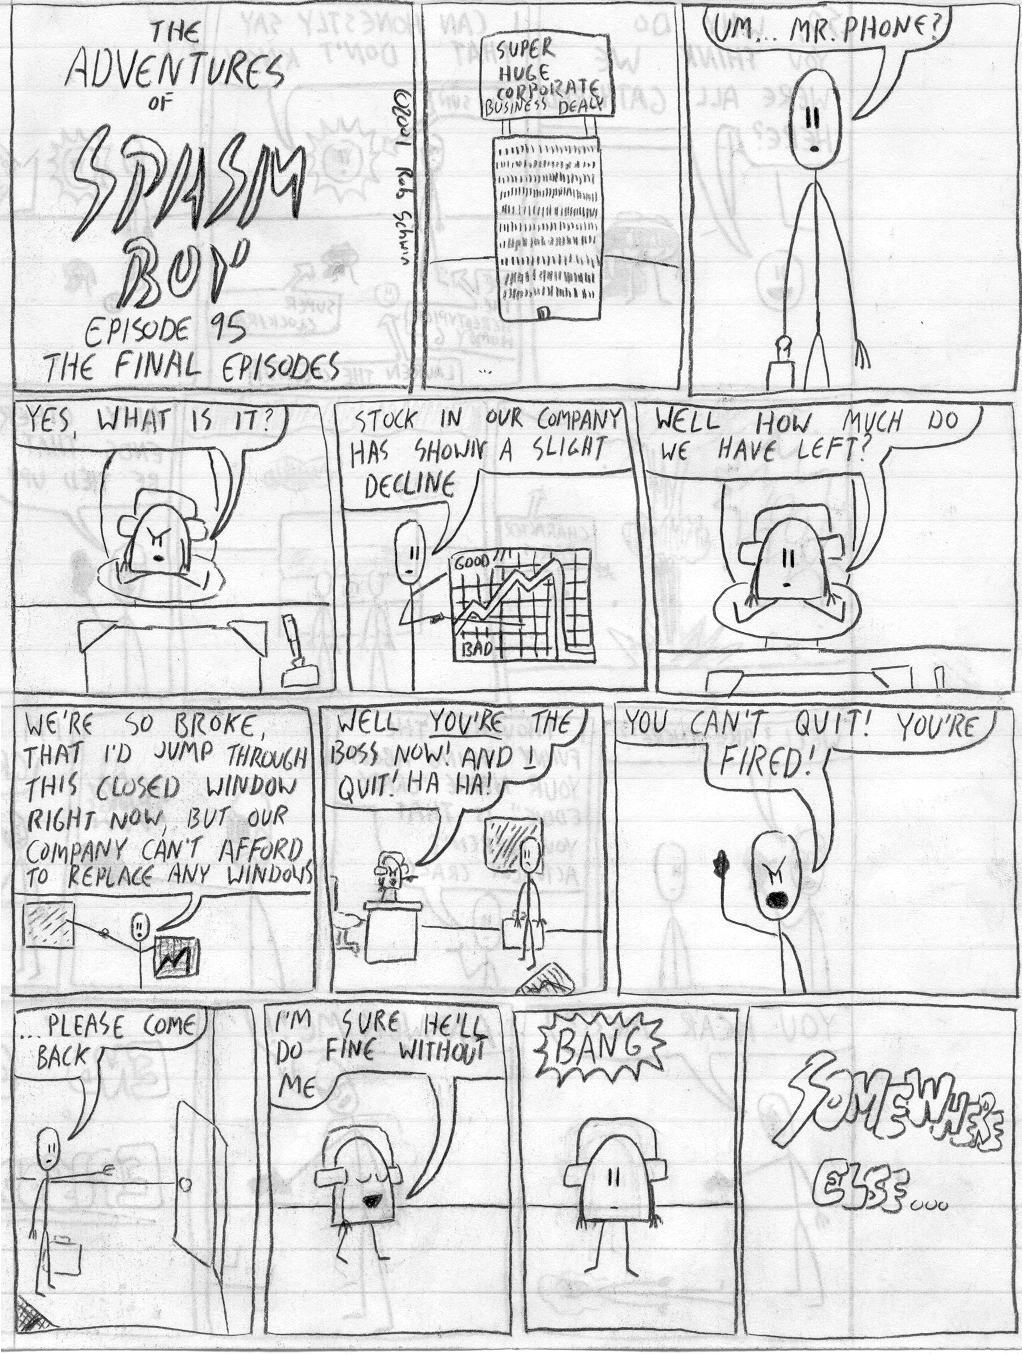 THE
ADVENTURES
OF
SPASM
BOY
EPISODE 95
THE FINAL EPISODES
©2001 Rob Schwin
SUPER
HUGE
CORPORATE
BUSINESS DEALY
...
UM... MR. PHONE?
YES, WHAT IS IT?
STOCK IN OUR COMPANY
HAS SHOWN A SLIGHT
DECLINE
GOOD
BAD
WELL HOW MUCH DO
WE HAVE LEFT?
WE'RE SO BROKE,
THAT I'D JUMP THROUGH
THIS CLOSED WINDOW
RIGHT NOW, BUT OUR
COMPANY CAN'T AFFORD
TO REPLACE ANY WINDOWS
WELL YOU'RE THE
BOSS NOW! AND I
QUIT! HA HA!
YOU CAN'T QUIT! YOU'RE
FIRED!
...PLEASE COME
BACK
I'M SURE HE'LL
DO FINE WITHOUT
ME
BANG
SOMEWHERE
ELSE...